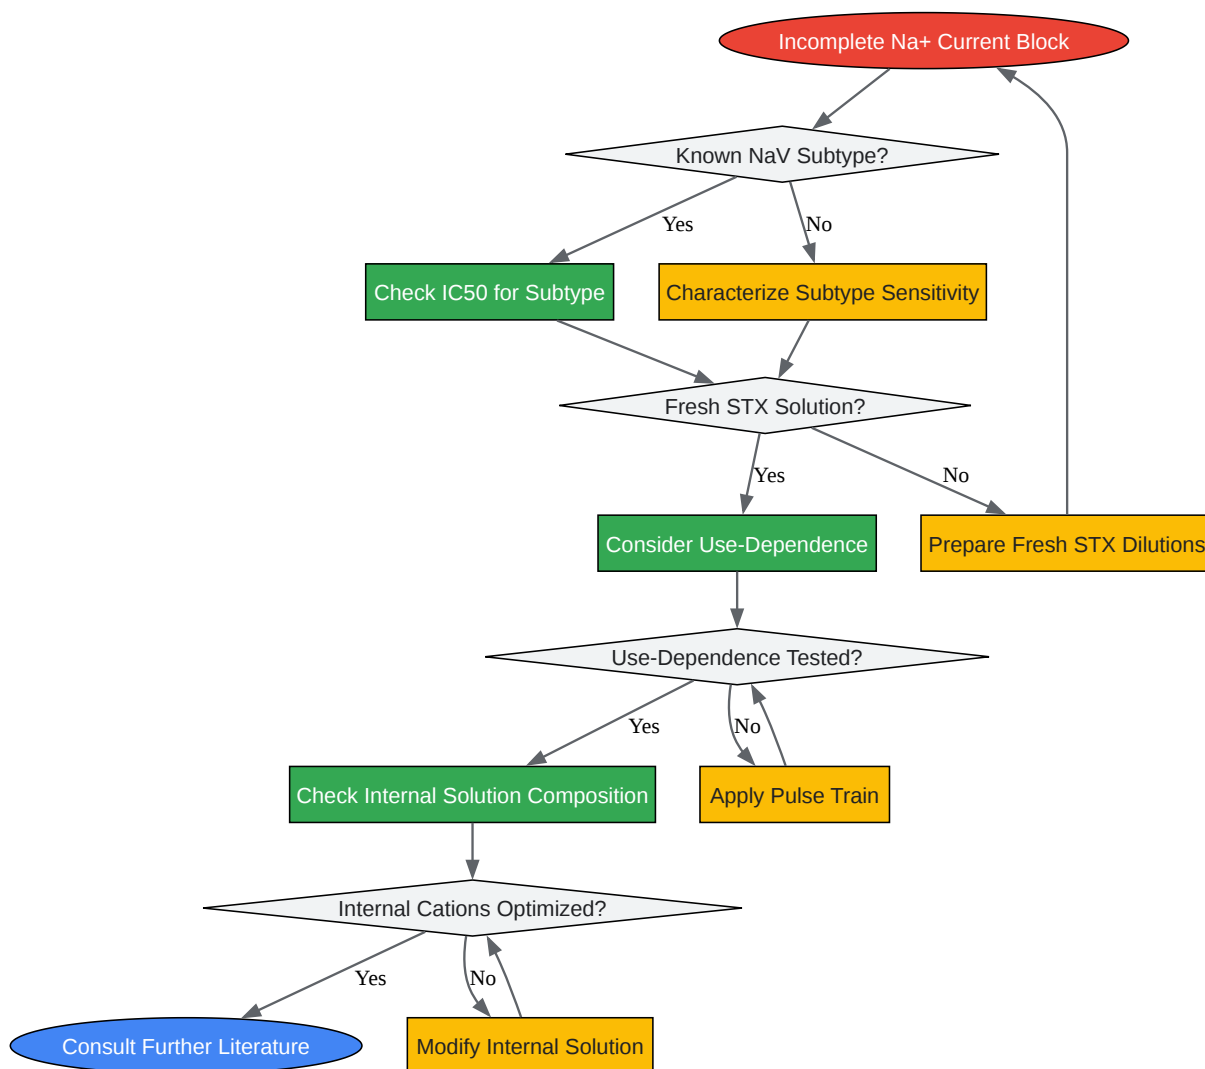 Incomplete Na+ Current Block
Known NaV Subtype?
Yes
No
Check IC50 for Subtype
Characterize Subtype Sensitivity
Fresh STX Solution?
Yes
No
Consider Use-Dependence
Prepare Fresh STX Dilutions
Use-Dependence Tested?
Yes
No
Check Internal Solution Composition
Apply Pulse Train
Internal Cations Optimized?
Yes
No
Consult Further Literature
Modify Internal Solution